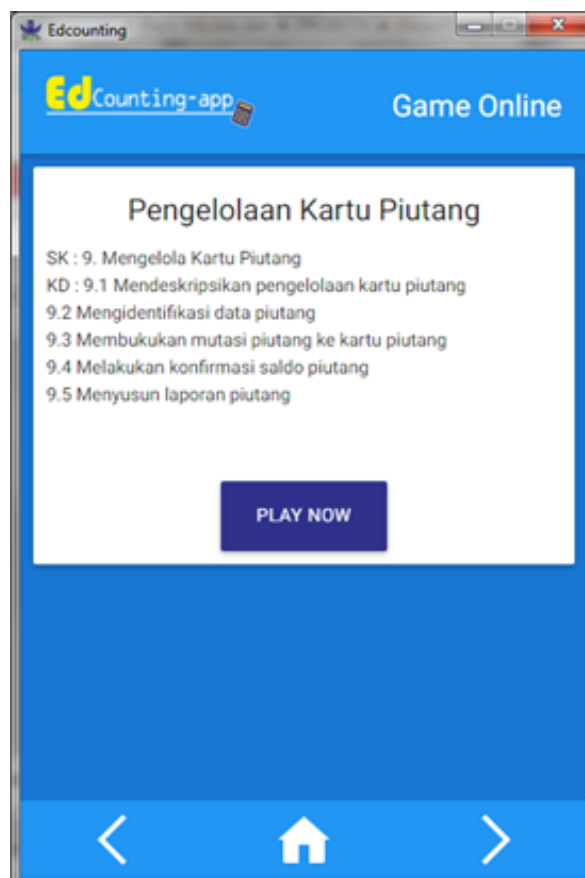 Edcounting
EdCounting-app
Game Online
Pengelolaan Kartu Piutang
SK : 9. Mengelola Kartu Piutang
KD : 9.1 Mendeskripsikan pengelolaan kartu piutang
9.2 Mengidentifikasi data piutang
9.3 Membukukan mutasi piutang ke kartu piutang
9.4 Melakukan konfirmasi saldo piutang
9.5 Menyusun laporan piutang
PLAY NOW